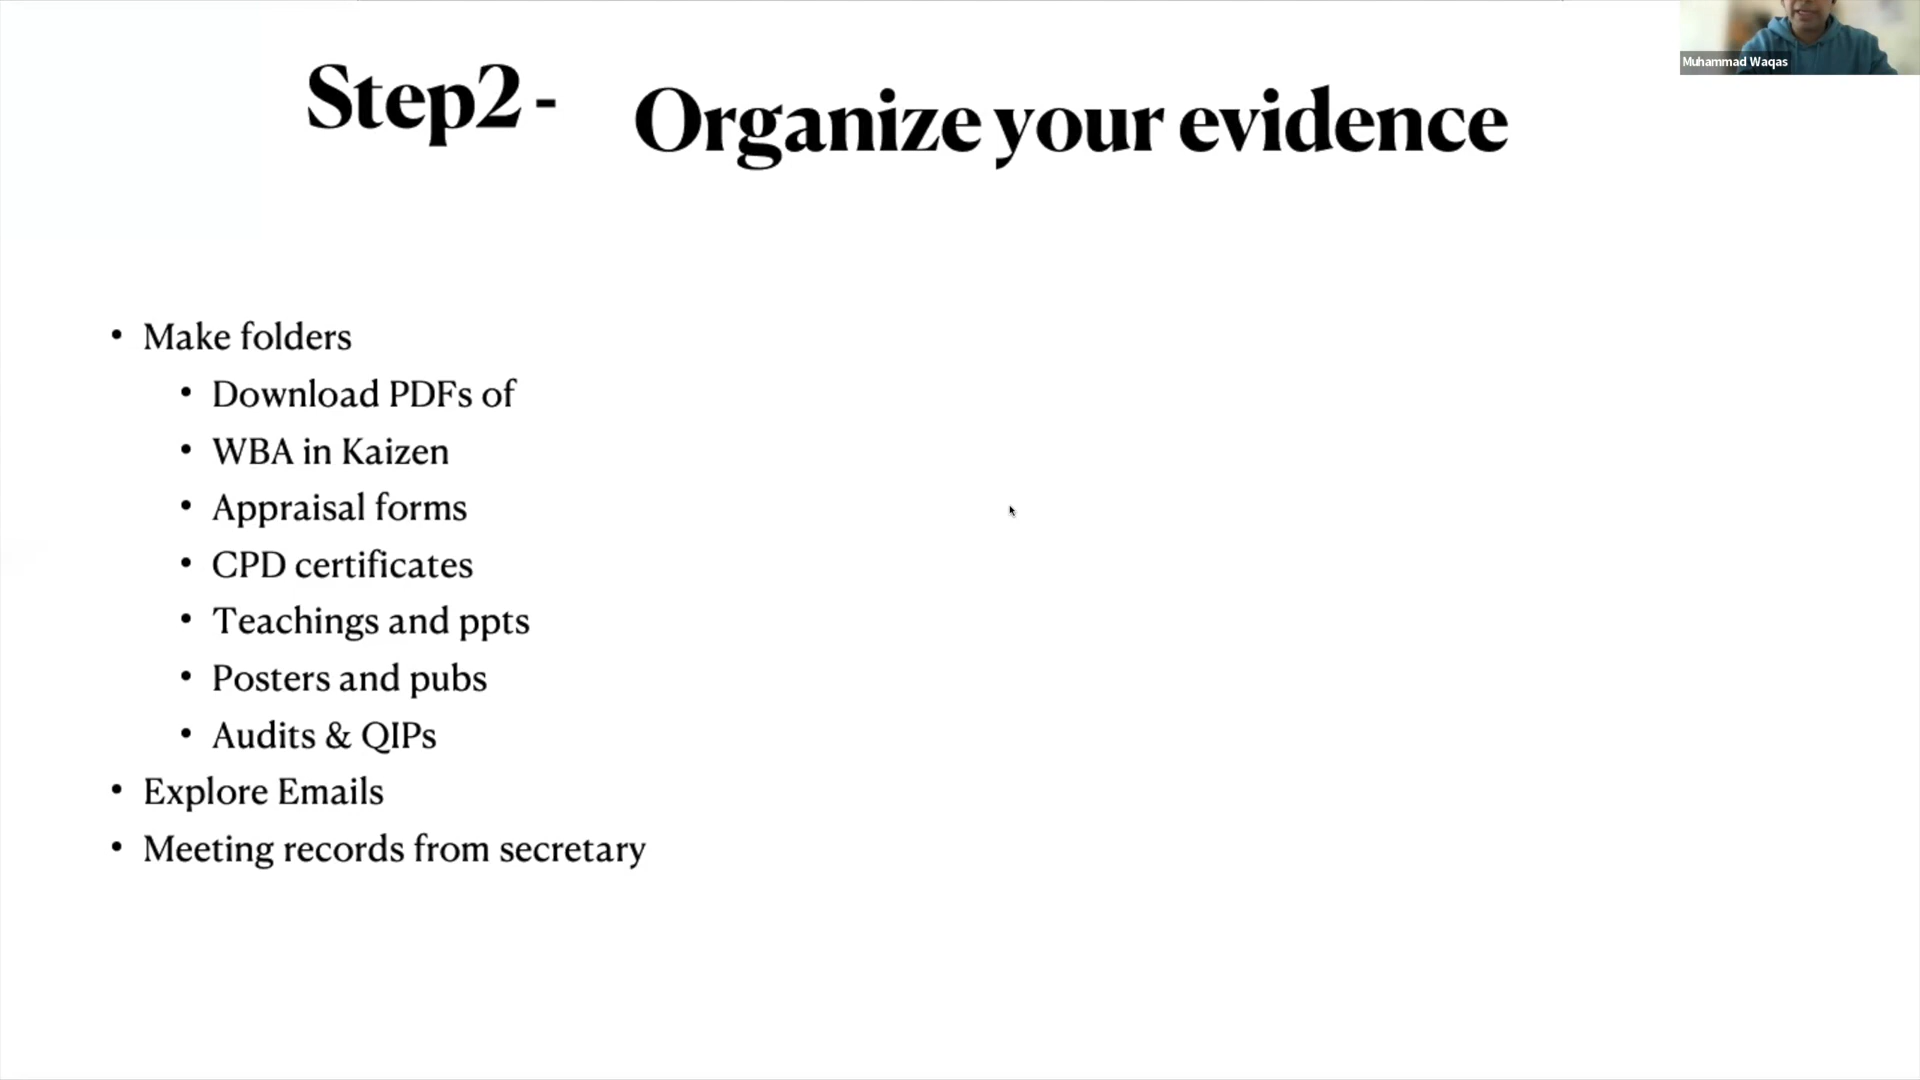 Muhammad Waqas
Step2 -
Organize your evidence
• Make folders
• Download PDFs of
• WBA in Kaizen
• Appraisal forms
• CPD certificates
• Teachings and ppts
• Posters and pubs
• Audits & QIPs
• Explore Emails
• Meeting records from secretary